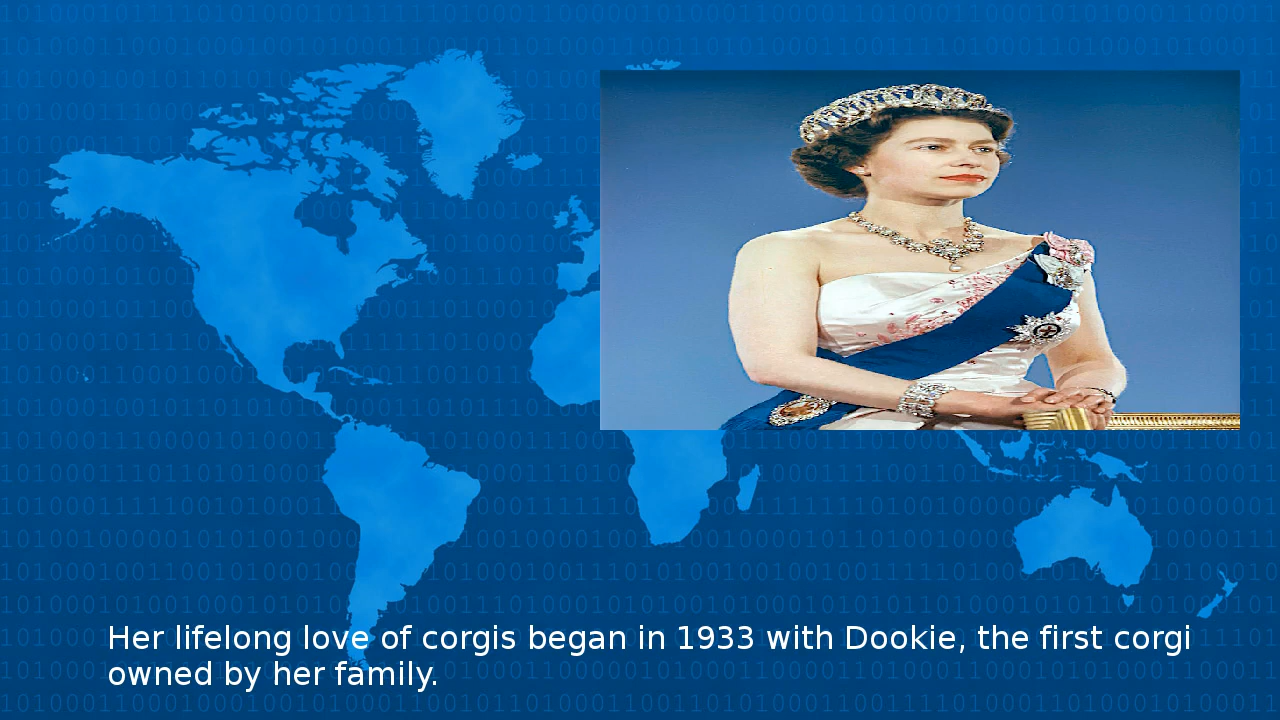 Her lifelong love of corgis began in 1933 with Dookie, the first corgi
owned by her family.